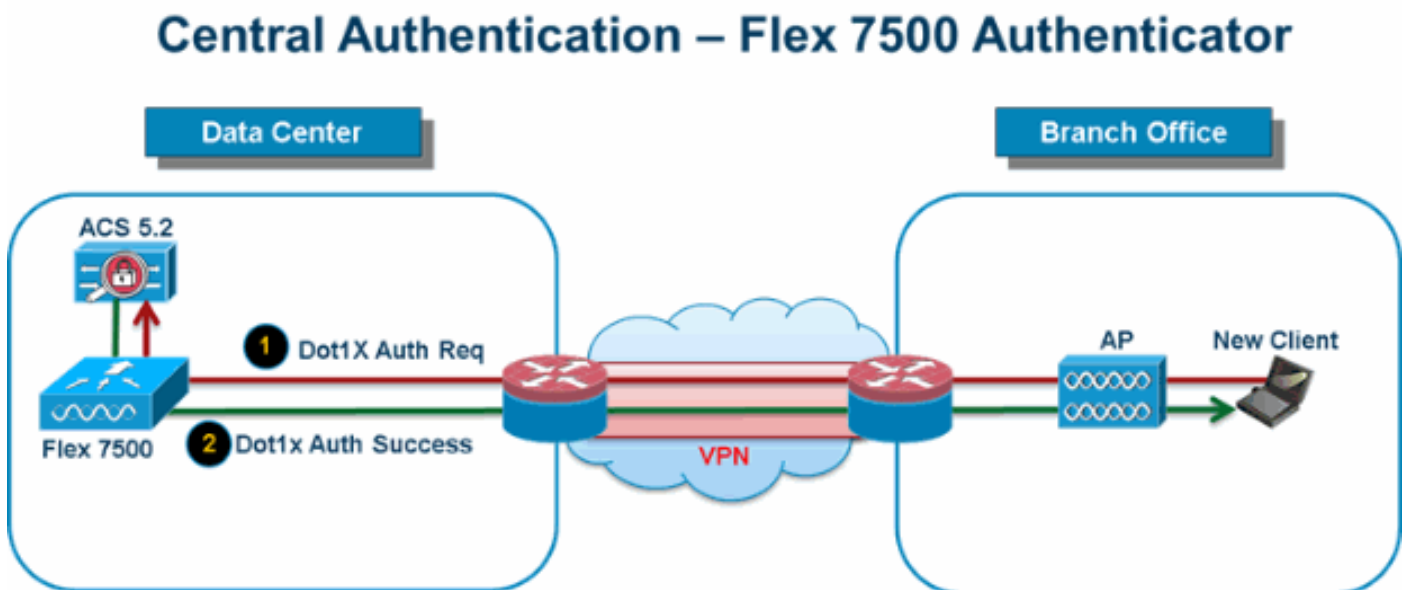 Central Authentication – Flex 7500 Authenticator
Data Center
Branch Office
ACS 5.2
1 Dot1X Auth Req
AP
New Client
Flex 7500
2 Dot1x Auth Success
VPN